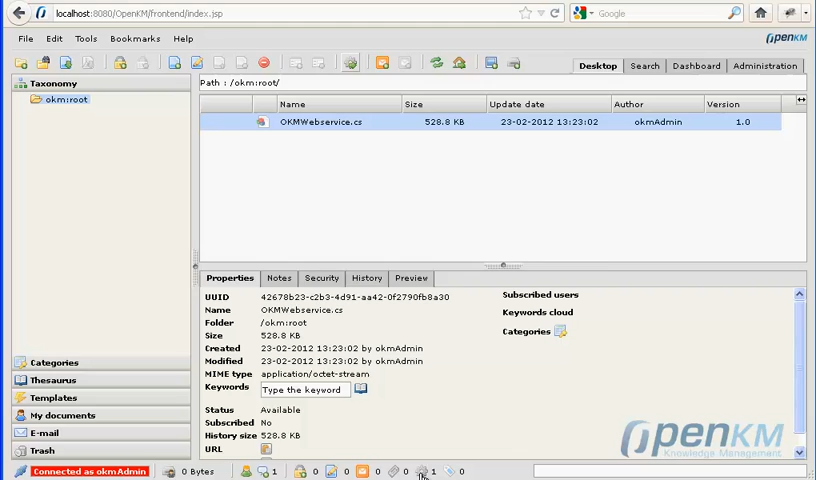 localhost:8080/OpenKM/frontend/index.jsp
Google
File Edit Tools Bookmarks Help
OPENKM
Desktop Search Dashboard Administration
Taxonomy
okm:root
Path : /okm:root/
Name Size Update date Author Version
OKMWebservice.cs 528.8 KB 23-02-2012 13:23:02 okmAdmin 1.0
Properties Notes Security History Preview
UUID 42678b23-c2b3-4d91-aa42-0f2790fb8a30
Name OKMWebservice.cs
Folder /okm:root
Size 528.8 KB
Created 23-02-2012 13:23:02 by okmAdmin
Modified 23-02-2012 13:23:02 by okmAdmin
MIME type application/octet-stream
Keywords Type the keyword
Status Available
Subscribed No
History size 528.8 KB
URL
Subscribed users
Keywords cloud
Categories
Categories
Thesaurus
Templates
My documents
E-mail
Trash
OPENKM
Knowledge Management
Connected as okmAdmin 0 Bytes 1 0 0 0 0 1 0